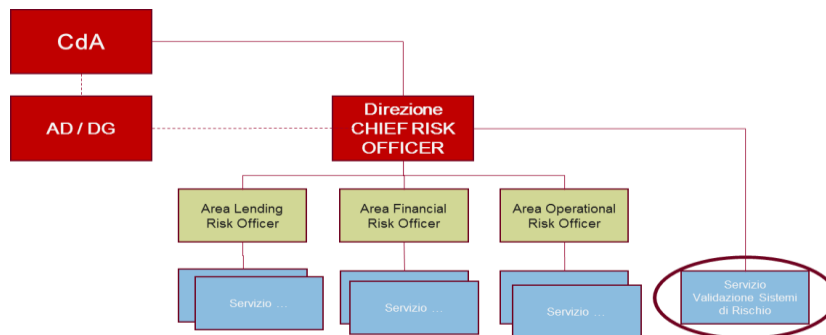 CdA
AD / DG
Direzione
CHIEF RISK
OFFICER
Area Lending
Risk Officer
Area Financial
Risk Officer
Area Operational
Risk Officer
Servizio ...
Servizio ...
Servizio ...
Servizio
Validazione Sistemi
di Rischio